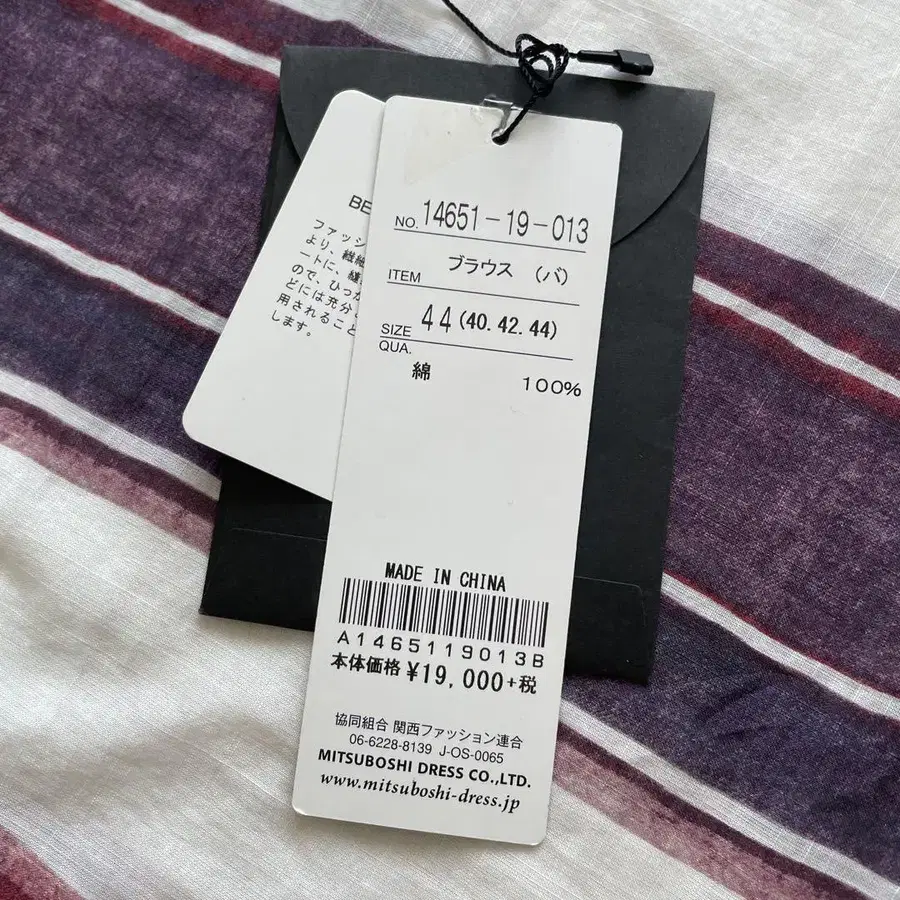 NO. 14651-19-013
ITEM ブラウス (バ)
SIZE 44 (40. 42. 44)
QUA.
綿 100%
MADE IN CHINA
A1465119013B
本体価格 ¥19,000+税
協同組合 関西ファッション連合
06-6228-8139 J-OS-0065
MITSUBOSHI DRESS CO.,LTD.
www.mitsuboshi-dress.jp
BE
ファッシ
より、繊細
ートに、縫
ので、ひっか
どには充分
用されること
します。